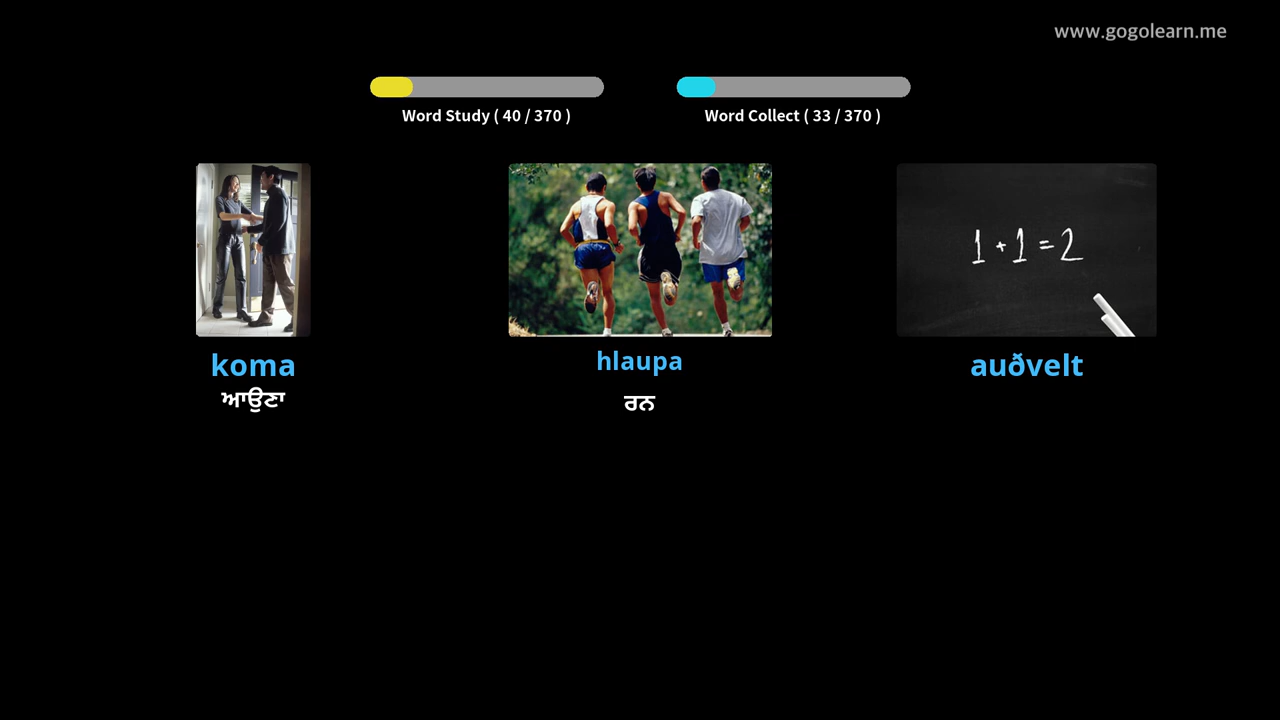 www.gogolearn.me
Word Study ( 40 / 370 )
Word Collect ( 33 / 370 )
1 + 1 = 2
koma
hlaupa
auðvelt
ਆਉਣਾ
ਰਨ